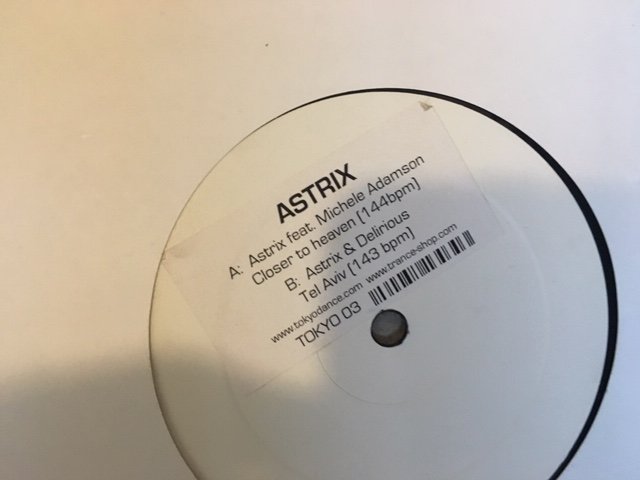 ASTRIX
A: Astrix feat. Michele Adamson
Closer to heaven [144bpm]
B: Astrix & Delirious
Tel Aviv [143 bpm]
www.tokyodance.com www.trance-shop.com
TOKYO 03